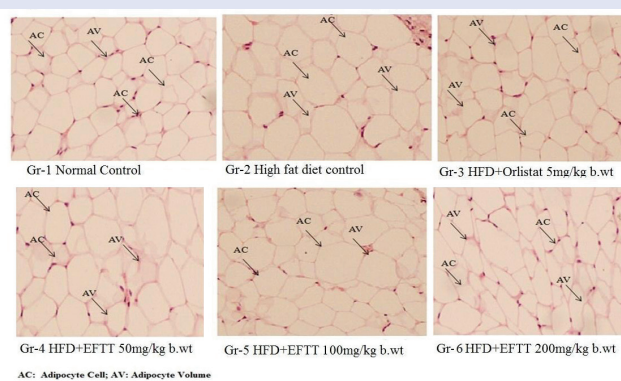 AC AV AC AC
Gr-1 Normal Control
AC AC AV AV
Gr-2 High fat diet control
AV AC AV AC
Gr-3 HFD+Orlistat 5mg/kg b.wt
AC AC AV AV
Gr-4 HFD+EFTT 50mg/kg b.wt
AC AV AC
Gr-5 HFD+EFTT 100mg/kg b.wt
AV AC AC AV
Gr-6 HFD+EFTT 200mg/kg b.wt
AC: Adipocyte Cell; AV: Adipocyte Volume